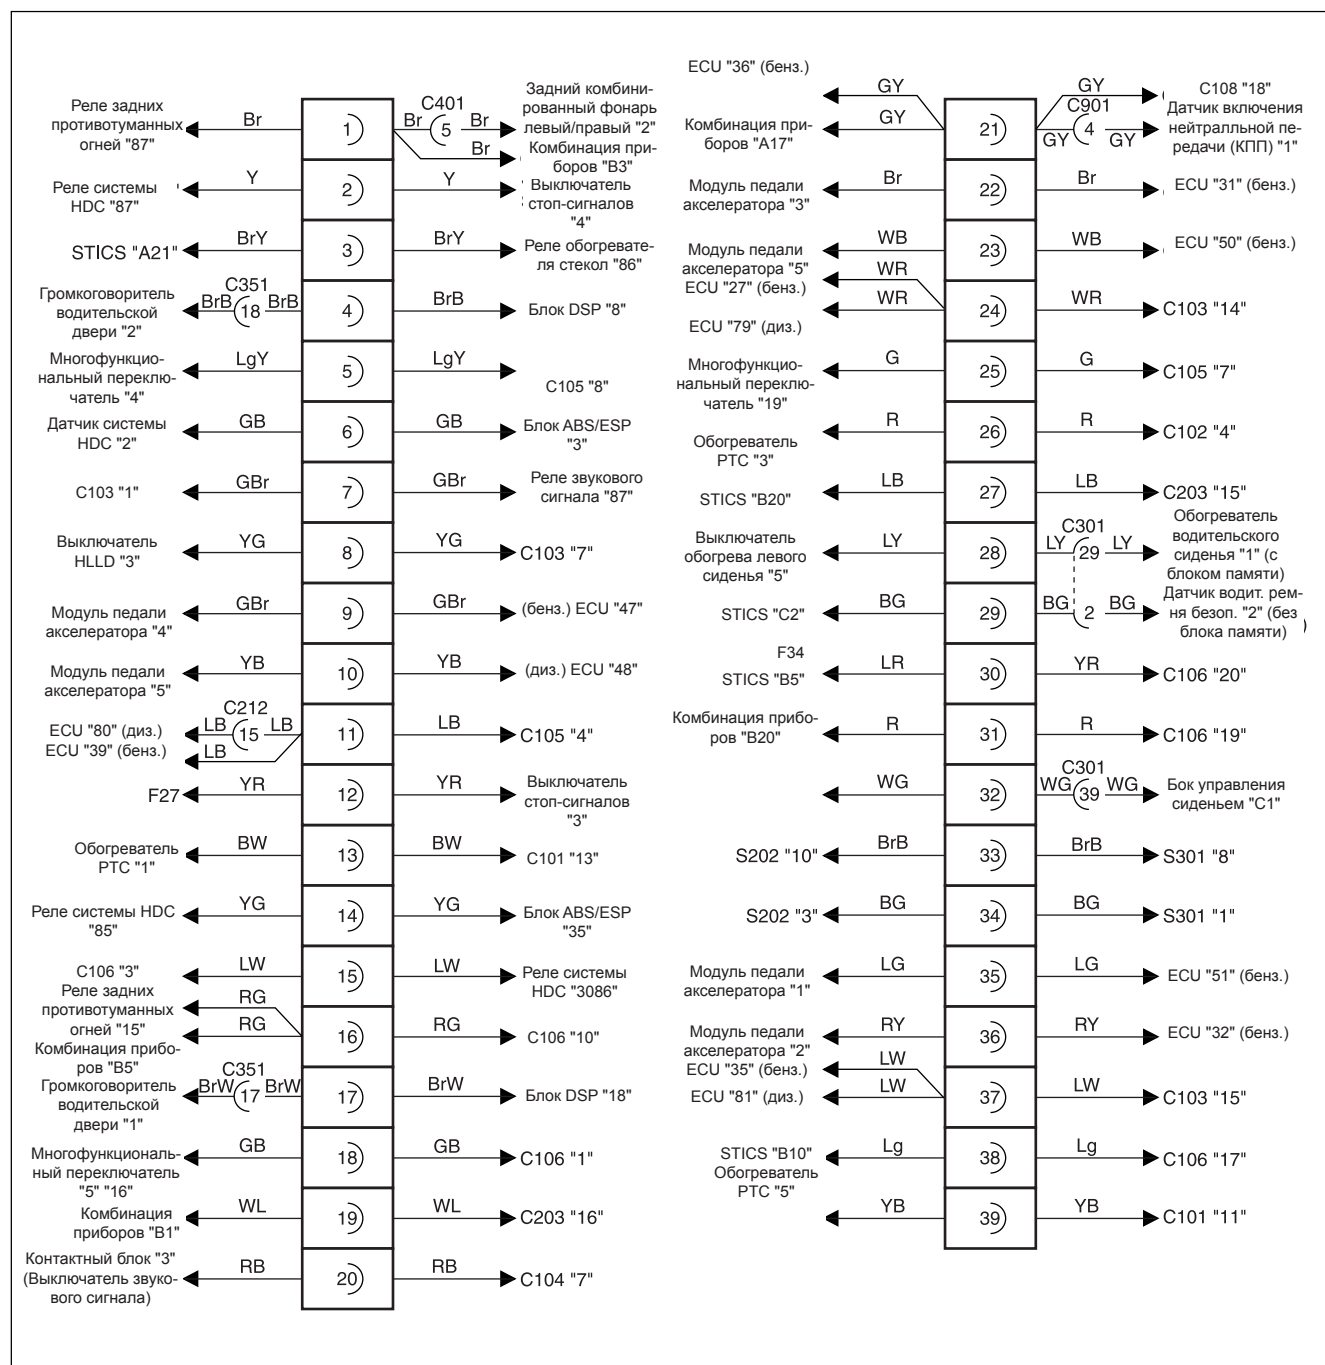 Реле задних
противотуманных
огней "87"
Br
1
C401
Br
5
Br
Br
Задний комбини-
рованный фонарь
левый/правый "2"
Комбинация при-
боров "B3"
Реле системы
HDC "87"
Y
2
Y
Выключатель
стоп-сигналов
"4"
STICS "A21"
BrY
3
BrY
Реле обогревате-
ля стекол "86"
Громкоговоритель
водительской
двери "2"
C351
BrB
18
BrB
4
BrB
Блок DSP "8"
Многофункцио-
нальный переклю-
чатель "4"
LgY
5
LgY
C105 "8"
Датчик системы
HDC "2"
GB
6
GB
Блок ABS/ESP
"3"
C103 "1"
GBr
7
GBr
Реле звукового
сигнала "87"
Выключатель
HLLD "3"
YG
8
YG
C103 "7"
Модуль педали
акселератора "4"
GBr
9
GBr
(бенз.) ECU "47"
Модуль педали
акселератора "5"
YB
10
YB
(диз.) ECU "48"
ECU "80" (диз.)
ECU "39" (бенз.)
C212
LB
15
LB
LB
11
LB
C105 "4"
F27
YR
12
YR
Выключатель
стоп-сигналов
"3"
Обогреватель
PTC "1"
BW
13
BW
C101 "13"
Реле системы HDC
"85"
YG
14
YG
Блок ABS/ESP
"35"
C106 "3"
LW
15
LW
Реле системы
HDC "3086"
Реле задних
противотуманных
огней "15"
Комбинация прибо-
ров "B5"
RG
RG
16
RG
C106 "10"
Громкоговоритель
водительской
двери "1"
C351
BrW
17
BrW
17
BrW
Блок DSP "18"
Многофункциональ-
ный переключатель
"5" "16"
GB
18
GB
C106 "1"
Комбинация
приборов "B1"
WL
19
WL
C203 "16"
Контактный блок "3"
(Выключатель звуко-
вого сигнала)
RB
20
RB
C104 "7"
ECU "36" (бенз.)
Комбинация при-
боров "A17"
GY
GY
21
GY
C901
GY
4
GY
C108 "18"
Датчик включения
нейтралльной пе-
редачи (КПП) "1"
Модуль педали
акселератора "3"
Br
22
Br
ECU "31" (бенз.)
Модуль педали
акселератора "5"
WB
23
WB
ECU "50" (бенз.)
ECU "27" (бенз.)
ECU "79" (диз.)
WR
WR
24
WR
C103 "14"
Многофункцио-
нальный переклю-
чатель "19"
G
25
G
C105 "7"
Обогреватель
PTC "3"
R
26
R
C102 "4"
STICS "B20"
LB
27
LB
C203 "15"
Выключатель
обогрева левого
сиденья "5"
LY
28
C301
LY
29
LY
Обогреватель
водительского
сиденья "1" (с
блоком памяти)
STICS "C2"
BG
29
BG
2
BG
Датчик водит. рем-
ня безоп. "2" (без
блока памяти)
F34
STICS "B5"
LR
30
YR
C106 "20"
Комбинация прибо-
ров "B20"
R
31
R
C106 "19"
WG
32
C301
WG
39
WG
Бок управления
сиденьем "C1"
S202 "10"
BrB
33
BrB
S301 "8"
S202 "3"
BG
34
BG
S301 "1"
Модуль педали
акселератора "1"
LG
35
LG
ECU "51" (бенз.)
Модуль педали
акселератора "2"
RY
36
RY
ECU "32" (бенз.)
ECU "35" (бенз.)
ECU "81" (диз.)
LW
LW
37
LW
C103 "15"
STICS "B10"
Lg
38
Lg
C106 "17"
Обогреватель
PTC "5"
YB
39
YB
C101 "11"